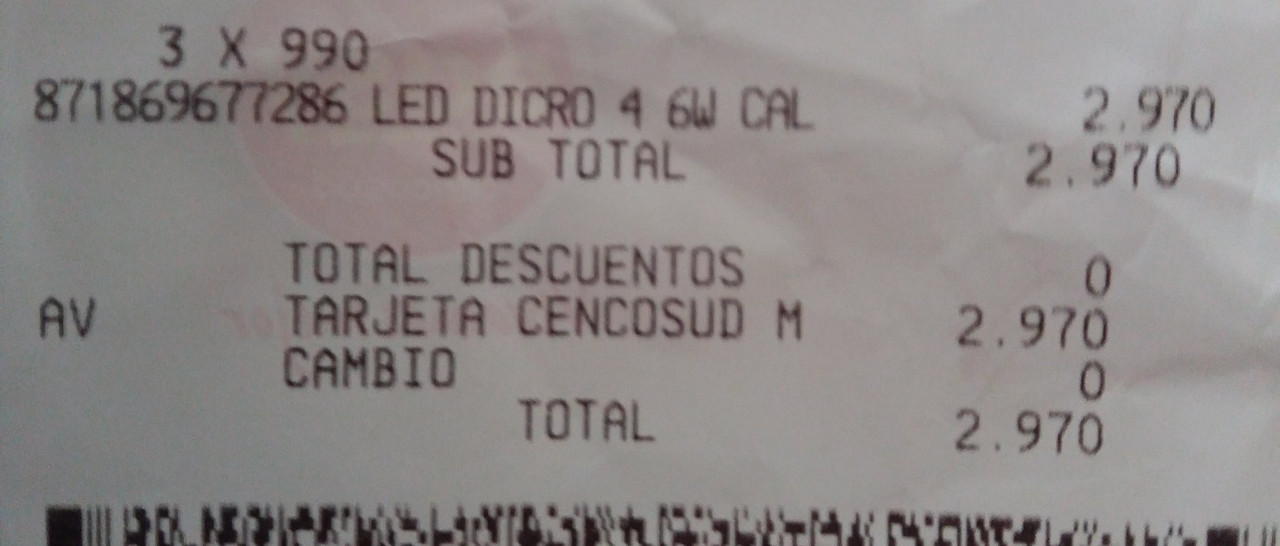 3 X 990
871869677286 LED DICRO 4 6W CAL 2.970
SUB TOTAL 2.970
TOTAL DESCUENTOS 0
AV TARJETA CENCOSUD M 2.970
CAMBIO 0
TOTAL 2.970